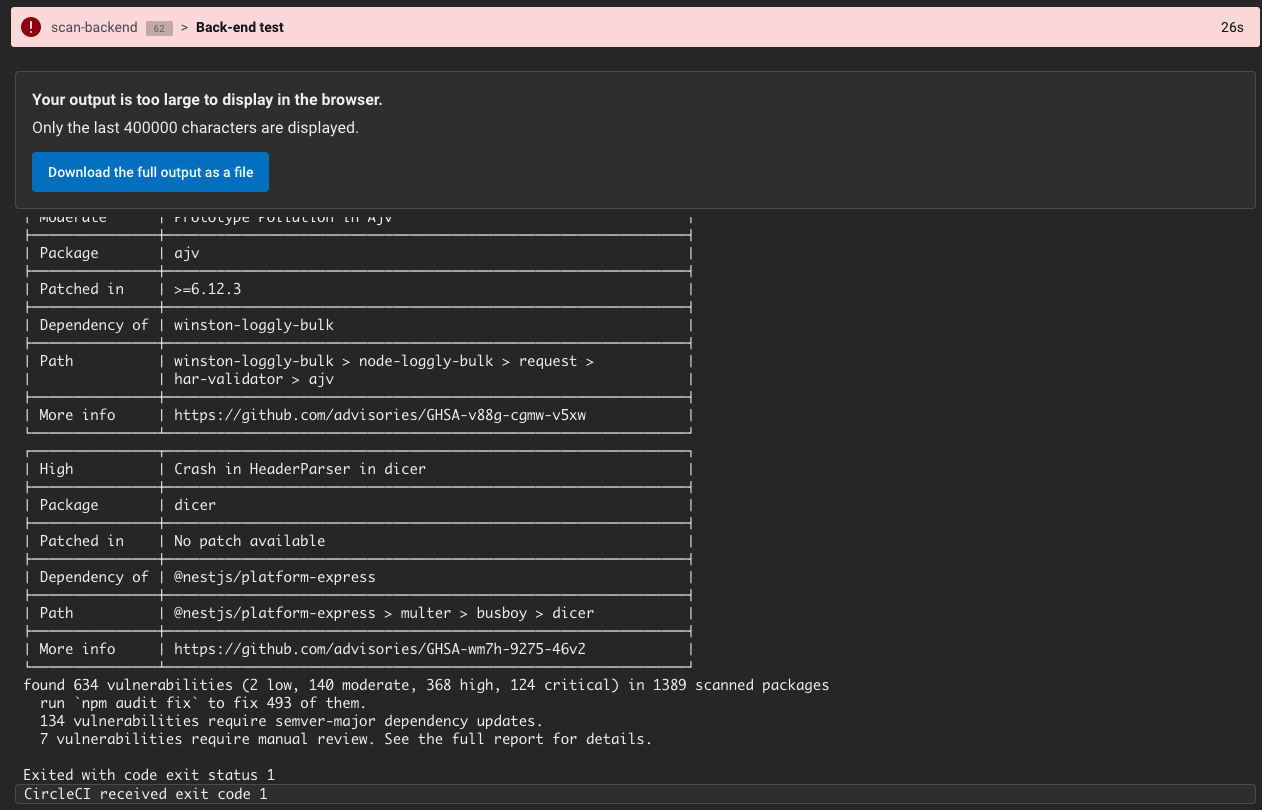 scan-backend 62 > Back-end test 26s
Your output is too large to display in the browser.
Only the last 400000 characters are displayed.
Download the full output as a file
| Moderate | Prototype Pollution in Ajv |
| Package | ajv |
| Patched in | >=6.12.3 |
| Dependency of | winston-loggly-bulk |
| Path | winston-loggly-bulk > node-loggly-bulk > request > |
| | har-validator > ajv |
| More info | https://github.com/advisories/GHSA-v88g-cgmw-v5xw |
| High | Crash in HeaderParser in dicer |
| Package | dicer |
| Patched in | No patch available |
| Dependency of | @nestjs/platform-express |
| Path | @nestjs/platform-express > multer > busboy > dicer |
| More info | https://github.com/advisories/GHSA-wm7h-9275-46v2 |
found 634 vulnerabilities (2 low, 140 moderate, 368 high, 124 critical) in 1389 scanned packages
run `npm audit fix` to fix 493 of them.
134 vulnerabilities require semver-major dependency updates.
7 vulnerabilities require manual review. See the full report for details.
Exited with code exit status 1
CircleCI received exit code 1